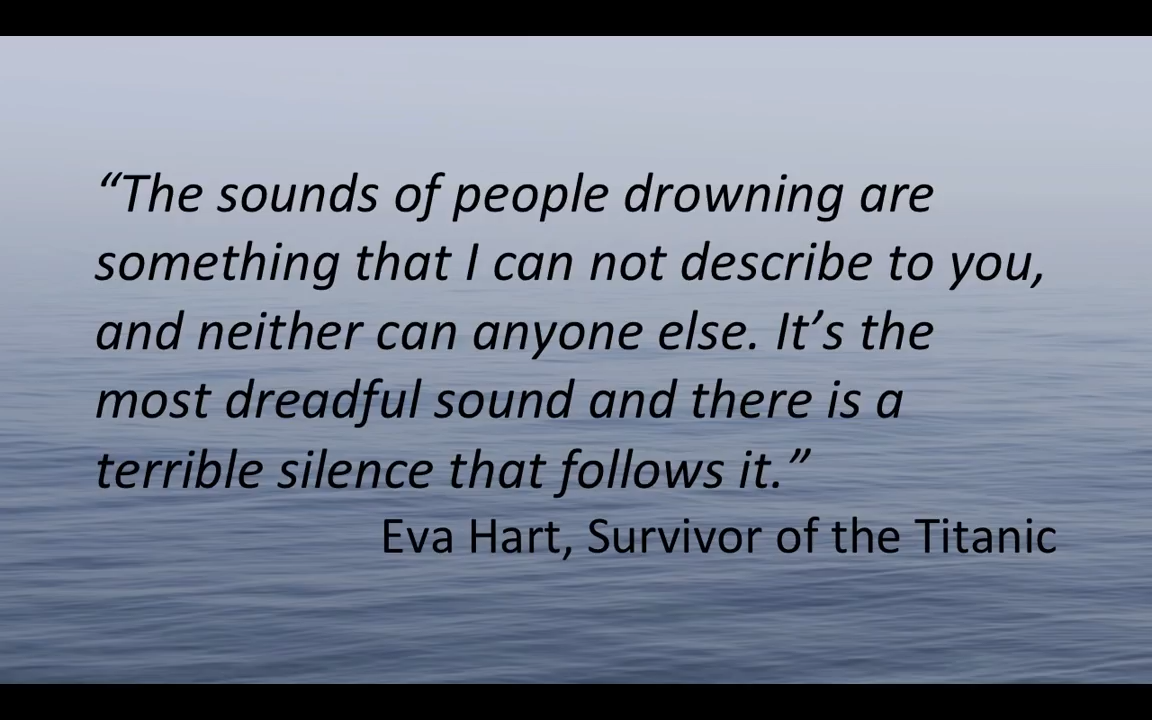 “The sounds of people drowning are
something that I can not describe to you,
and neither can anyone else. It’s the
most dreadful sound and there is a
terrible silence that follows it.”
Eva Hart, Survivor of the Titanic